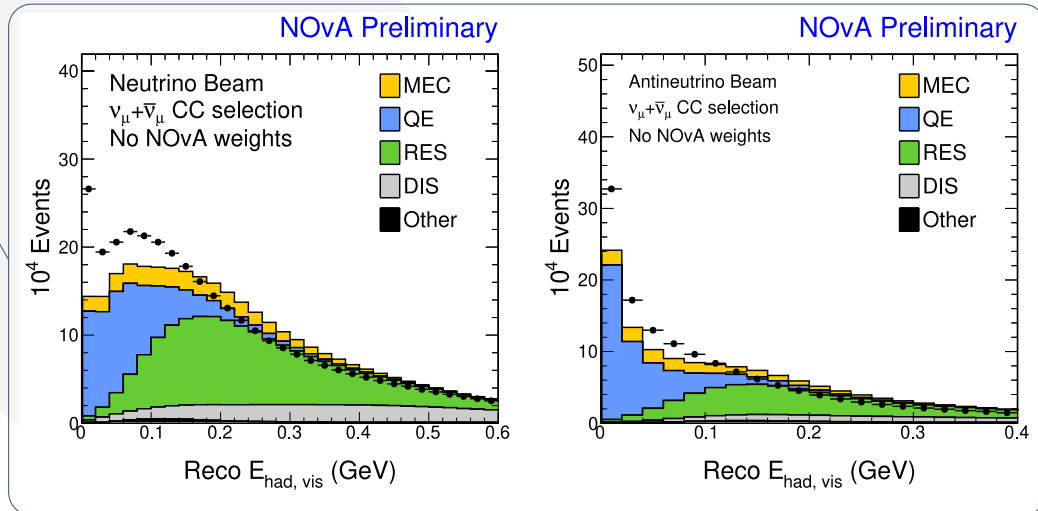 NOvA Preliminary
Neutrino Beam
νμ+ν̄μ CC selection
No NOvA weights
MEC
QE
RES
DIS
Other
40
30
20
10
0
10⁴ Events
0 0.1 0.2 0.3 0.4 0.5 0.6
Reco E_had, vis (GeV)
NOvA Preliminary
Antineutrino Beam
νμ+ν̄μ CC selection
No NOvA weights
MEC
QE
RES
DIS
Other
50
40
30
20
10
0
10⁴ Events
0 0.1 0.2 0.3 0.4
Reco E_had, vis (GeV)